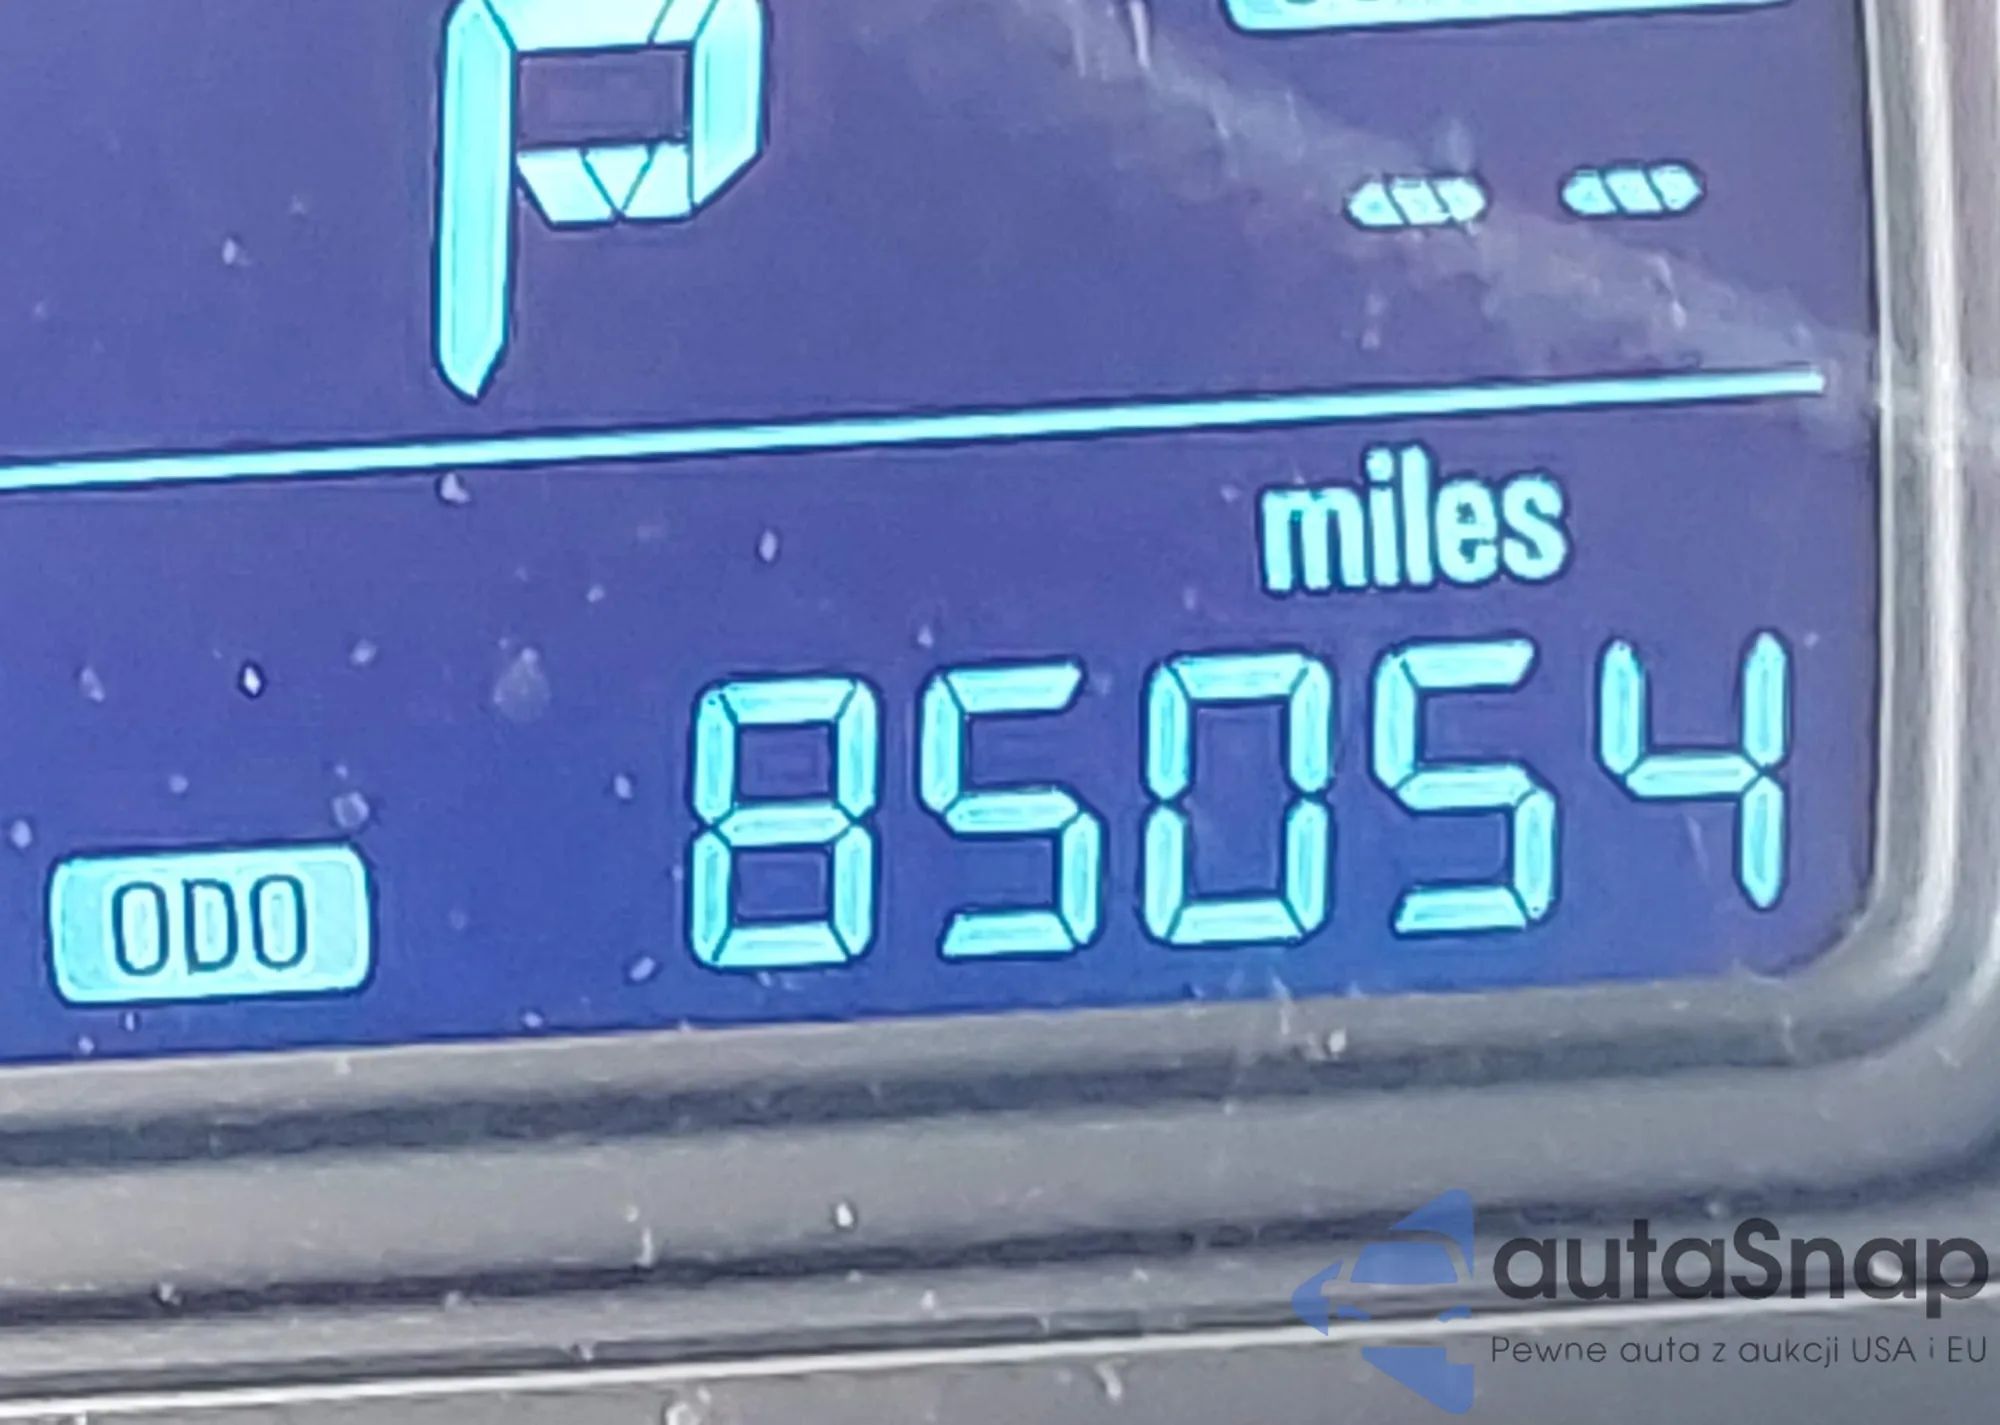 P
-- --
miles
ODO 85054
autaSnap
Pewne auta z aukcji USA i EU